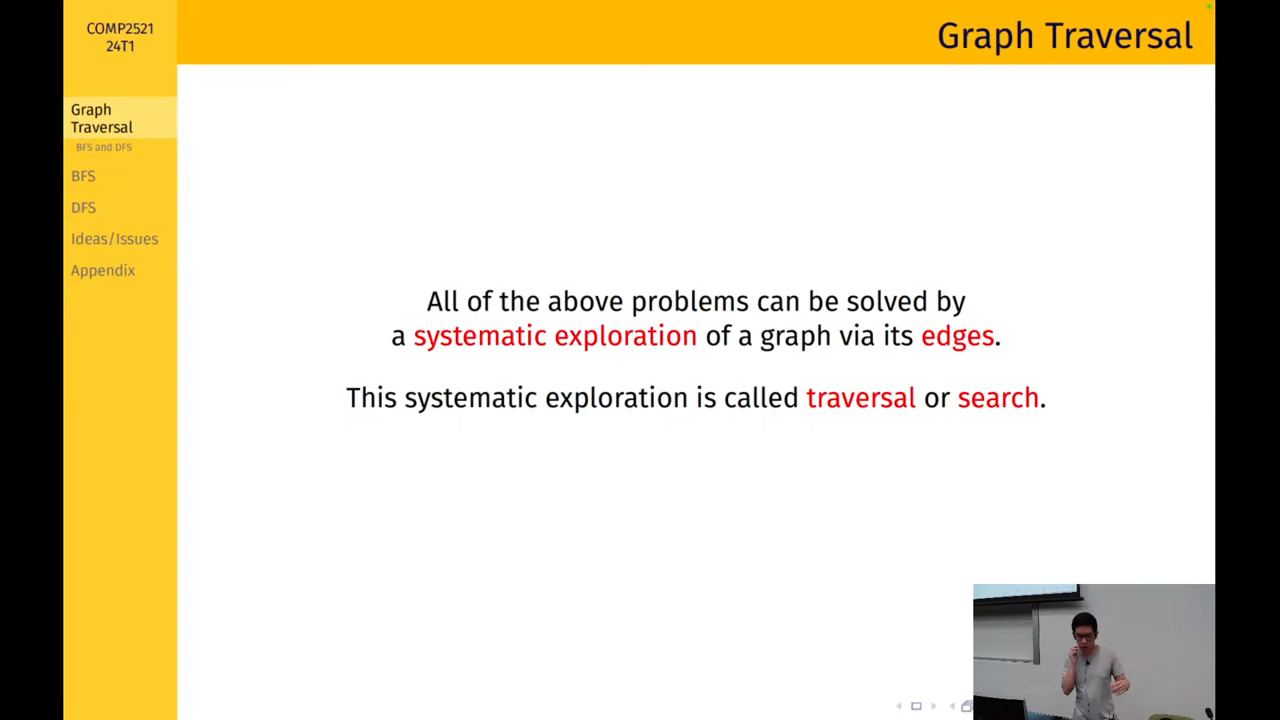 COMP2521
24T1
Graph Traversal
Graph
Traversal
BFS and DFS
BFS
DFS
Ideas/Issues
Appendix
All of the above problems can be solved by
a systematic exploration of a graph via its edges.
This systematic exploration is called traversal or search.